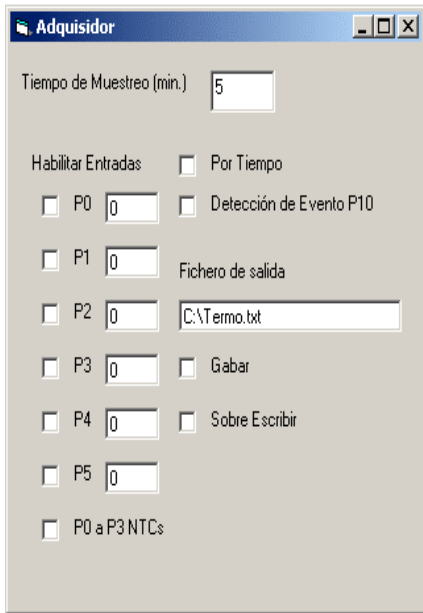 Adquisidor
Tiempo de Muestreo (min.) 5
Habilitar Entradas Por Tiempo
P0 0 Detección de Evento P10
P1 0
Fichero de salida
P2 0 C:\Termo.txt
P3 0 Gabar
P4 0 Sobre Escribir
P5 0
P0 a P3 NTCs